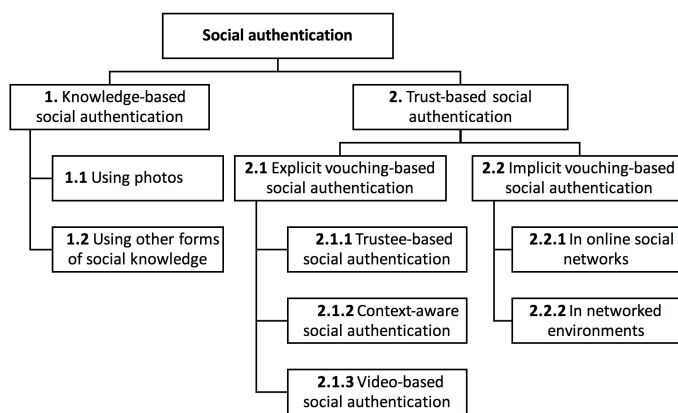 Social authentication
1. Knowledge-based
social authentication
2. Trust-based social
authentication
1.1 Using photos
1.2 Using other forms
of social knowledge
2.1 Explicit vouching-based
social authentication
2.2 Implicit vouching-based
social authentication
2.1.1 Trustee-based
social authentication
2.1.2 Context-aware
social authentication
2.1.3 Video-based
social authentication
2.2.1 In online social
networks
2.2.2 In networked
environments